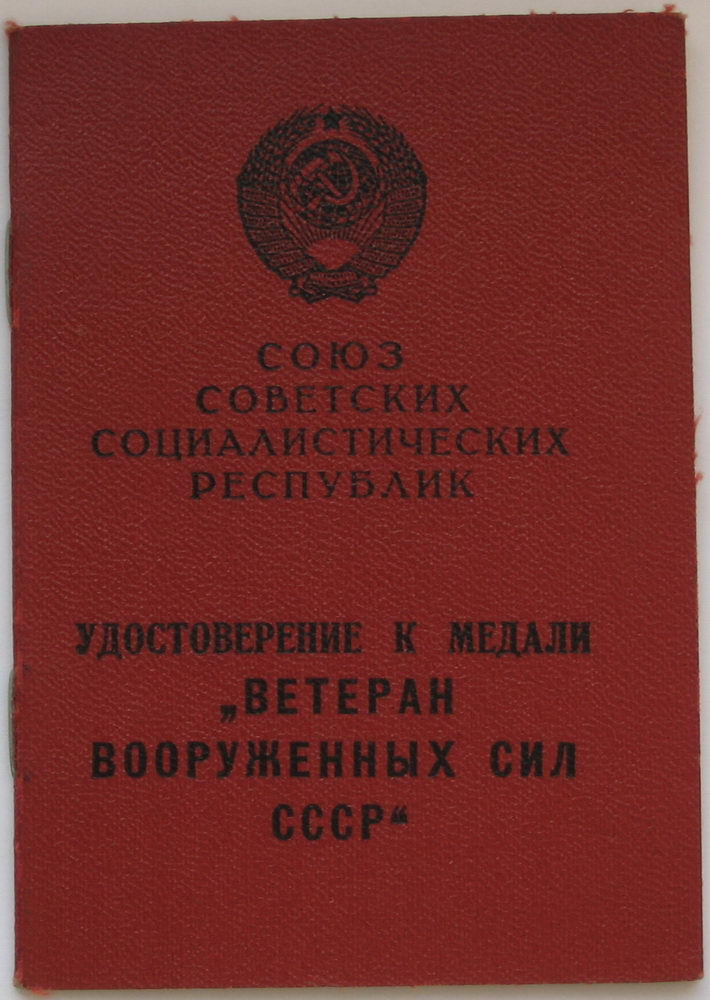 СОЮЗ
СОВЕТСКИХ
СОЦИАЛИСТИЧЕСКИХ
РЕСПУБЛИК
УДОСТОВЕРЕНИЕ К МЕДАЛИ
„ВЕТЕРАН
ВООРУЖЕННЫХ СИЛ
СССР“